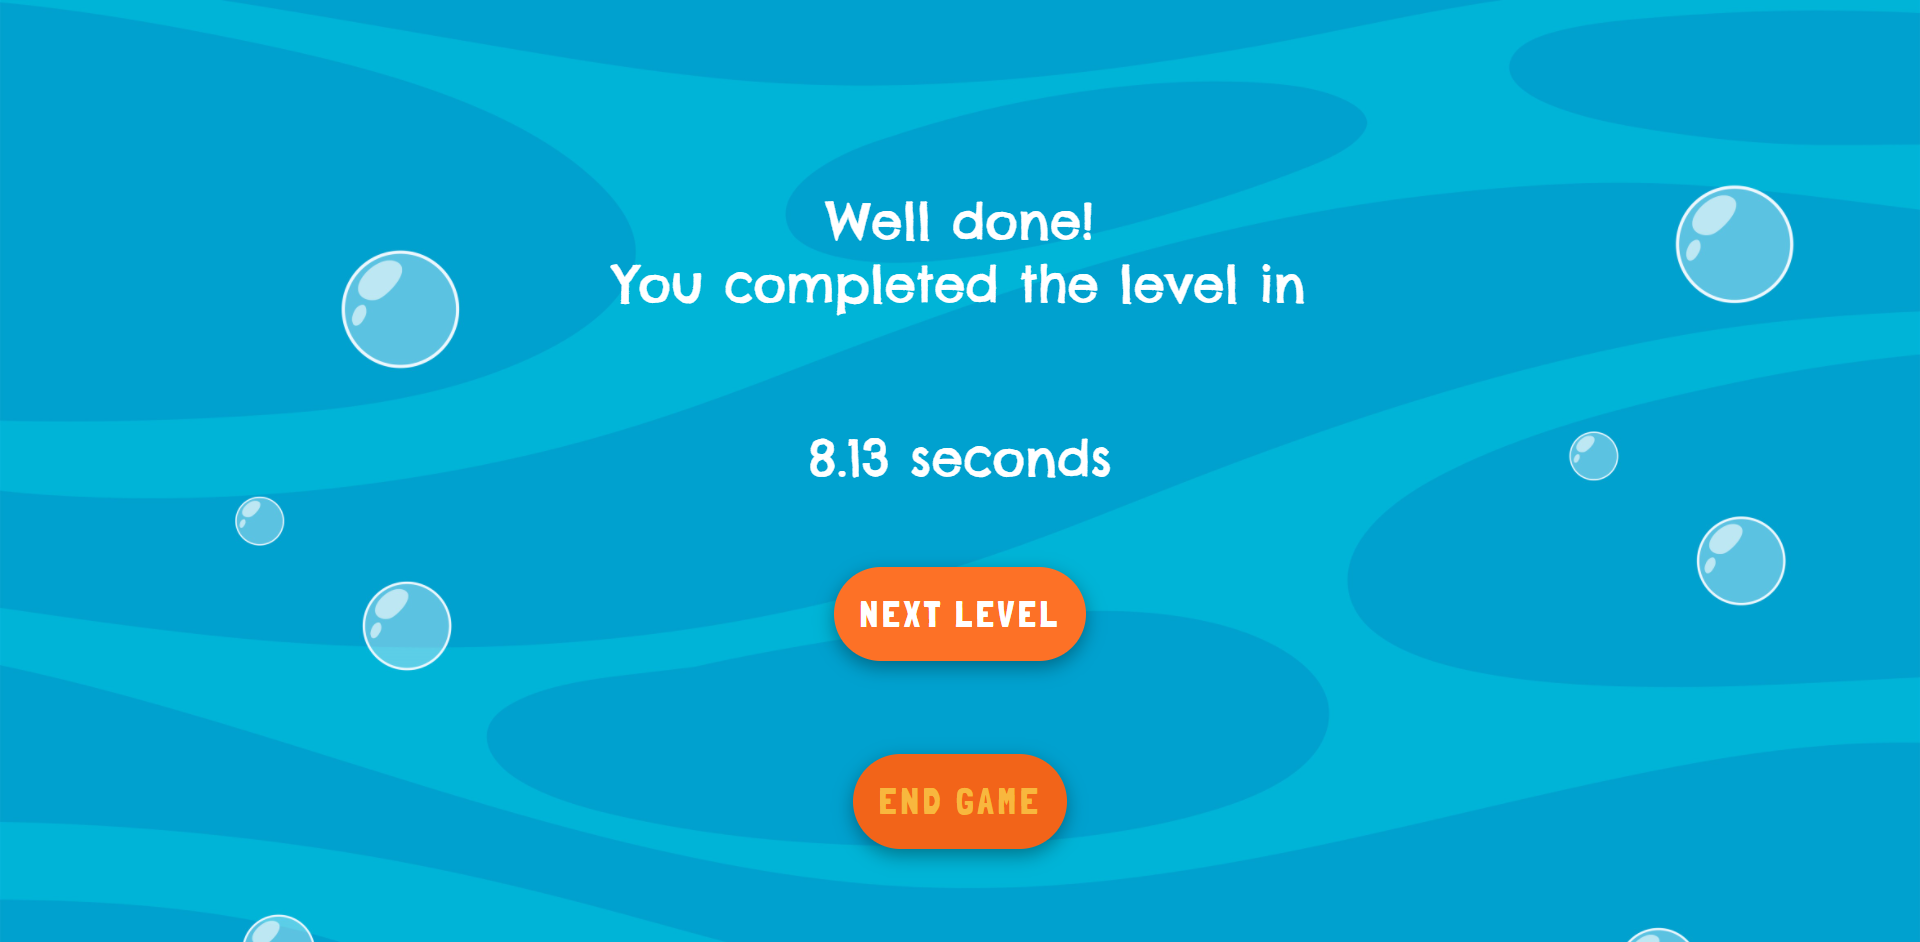 Well done!
You completed the level in
8.13 seconds
NEXT LEVEL
END GAME